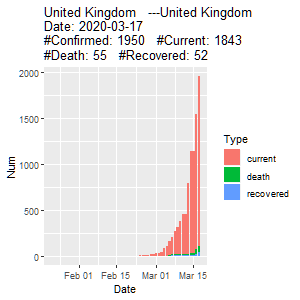 United Kingdom   ---United Kingdom
Date: 2020-03-17
#Confirmed: 1950   #Current: 1843
#Death: 55   #Recovered: 52
2000
1500
1000
500
0
Num
Feb 01
Feb 15
Mar 01
Mar 15
Date
Type
current
death
recovered